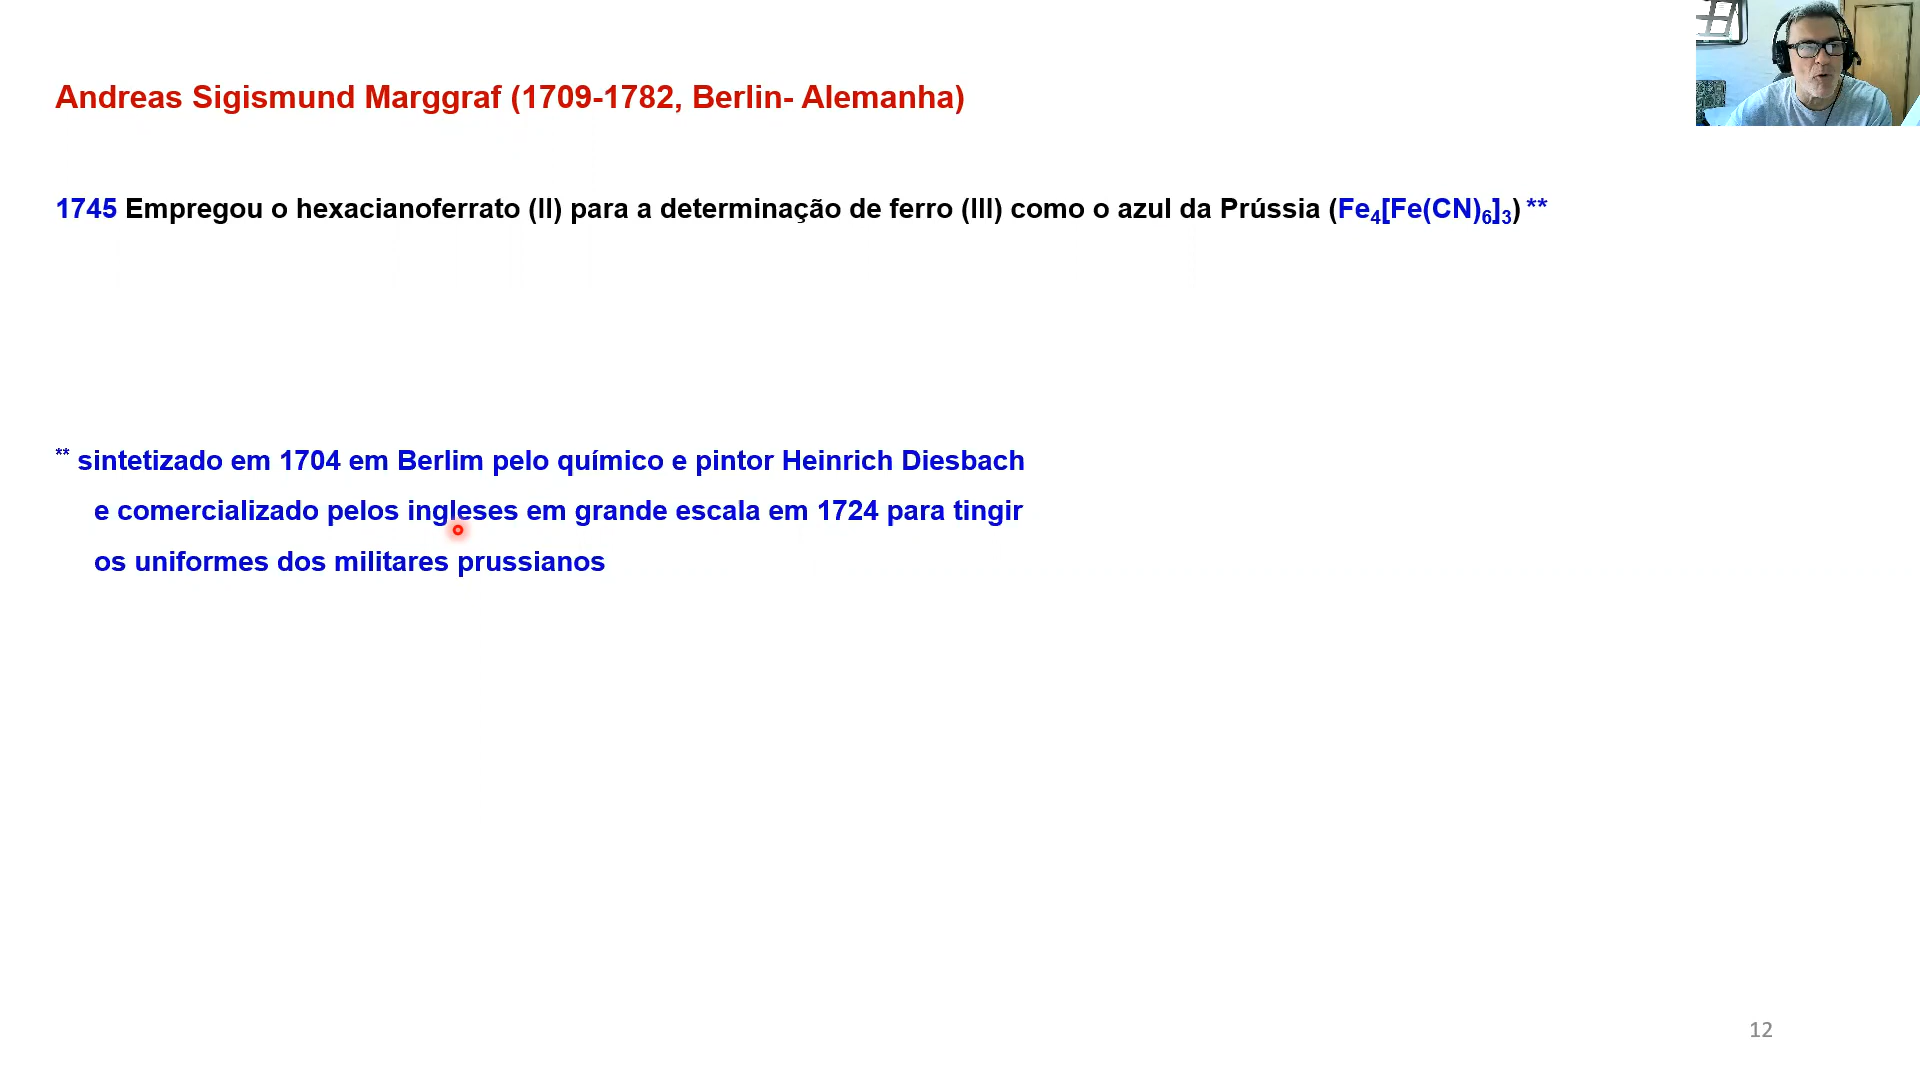 Andreas Sigismund Marggraf (1709-1782, Berlin- Alemanha)
1745 Empregou o hexacianoferrato (II) para a determinação de ferro (III) como o azul da Prússia (Fe₄[Fe(CN)₆]₃) **
** sintetizado em 1704 em Berlim pelo químico e pintor Heinrich Diesbach
e comercializado pelos ingleses em grande escala em 1724 para tingir
os uniformes dos militares prussianos
12